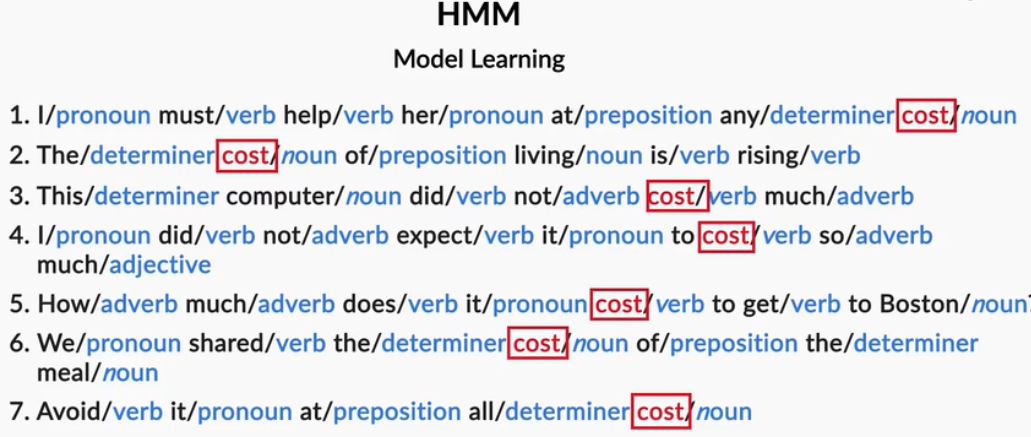 HMM
Model Learning
1. I/pronoun must/verb help/verb her/pronoun at/preposition any/determiner cost/noun
2. The/determiner cost/noun of/preposition living/noun is/verb rising/verb
3. This/determiner computer/noun did/verb not/adverb cost/verb much/adverb
4. I/pronoun did/verb not/adverb expect/verb it/pronoun to cost/verb so/adverb
much/adjective
5. How/adverb much/adverb does/verb it/pronoun cost/verb to get/verb to Boston/noun?
6. We/pronoun shared/verb the/determiner cost/noun of/preposition the/determiner
meal/noun
7. Avoid/verb it/pronoun at/preposition all/determiner cost/noun